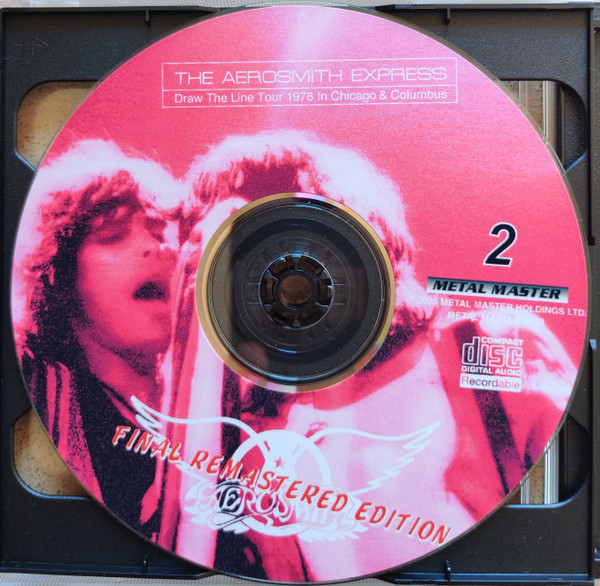 THE AEROSMITH EXPRESS
Draw The Line Tour 1978 In Chicago & Columbus
2
METAL MASTER
2005 METAL MASTER HOLDINGS LTD.
METAL
COMPACT
disc
DIGITAL AUDIO
Recordable
FINAL REMASTERED EDITION
AEROSMITH